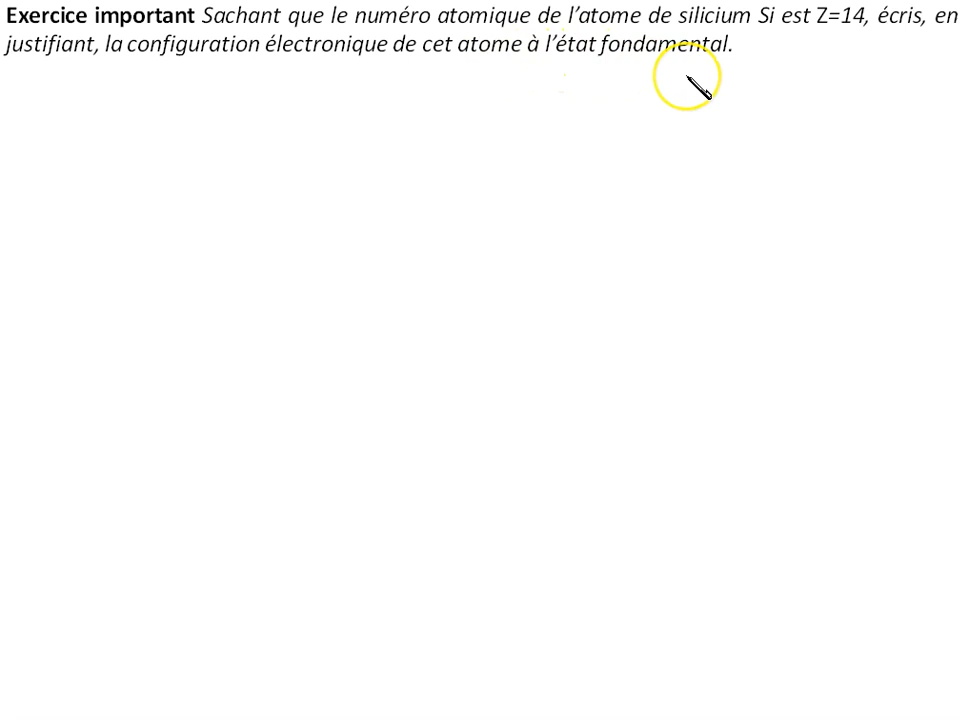 Exercice important Sachant que le numéro atomique de l’atome de silicium Si est Z=14, écris, en
justifiant, la configuration électronique de cet atome à l’état fondamental.